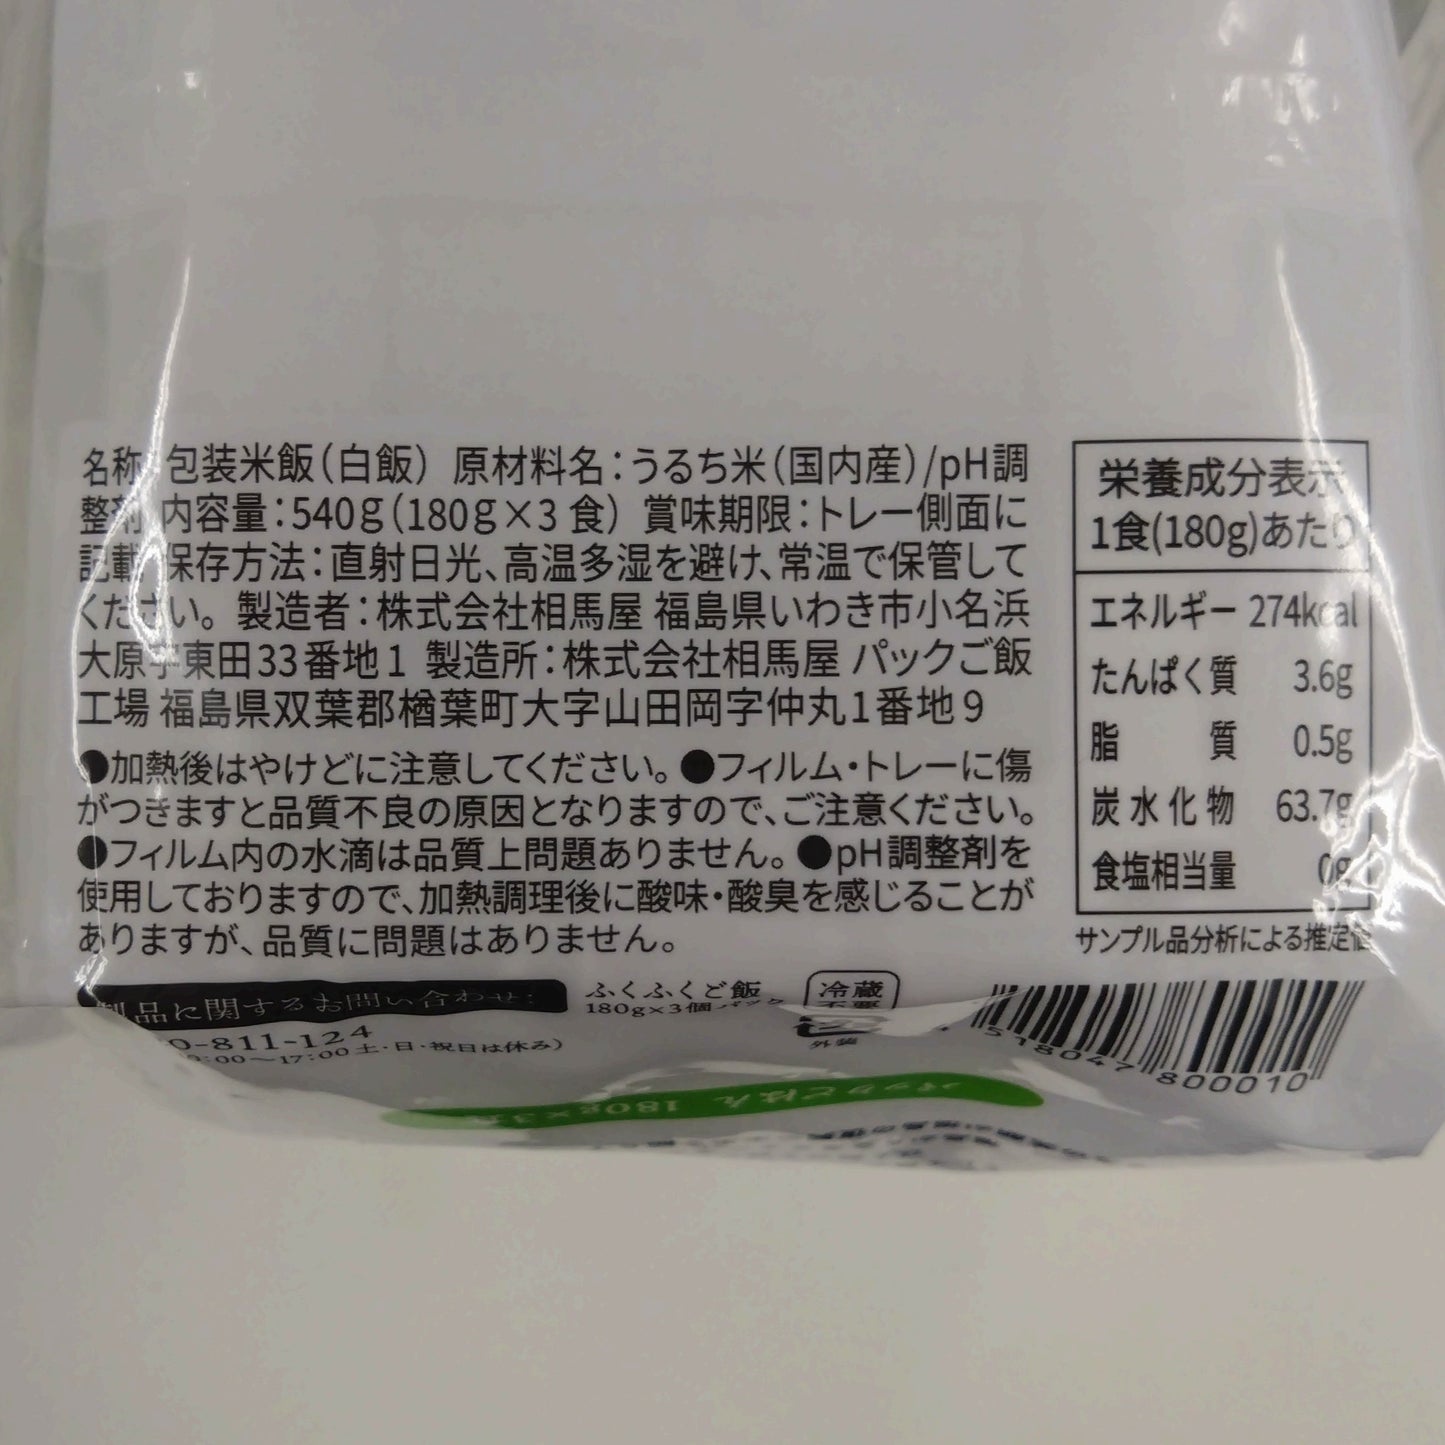 名称 包装米飯(白飯) 原材料名:うるち米(国内産)/pH調
整剤 内容量:540g(180g×3食) 賞味期限:トレー側面に
記載 保存方法:直射日光、高温多湿を避け、常温で保管して
ください。 製造者:株式会社相馬屋 福島県いわき市小名浜
大原字東田33番地1 製造所:株式会社相馬屋 パックご飯
工場 福島県双葉郡楢葉町大字山田岡字仲丸1番地9
●加熱後はやけどに注意してください。●フィルム・トレーに傷
がつきますと品質不良の原因となりますので、ご注意ください。
●フィルム内の水滴は品質上問題ありません。●pH調整剤を
使用しておりますので、加熱調理後に酸味・酸臭を感じることが
ありますが、品質に問題はありません。
栄養成分表示
1食(180g)あたり
エネルギー 274kcal
たんぱく質 3.6g
脂質 0.5g
炭水化物 63.7g
食塩相当量 0g
サンプル品分析による推定値
製品に関するお問い合わせ:
0-811-124
:00～17:00 土・日・祝日は休み)
ふくふくご飯
180g×3個パック
冷蔵
不要
外装
4 518047 800010
パックごはん 180g×3